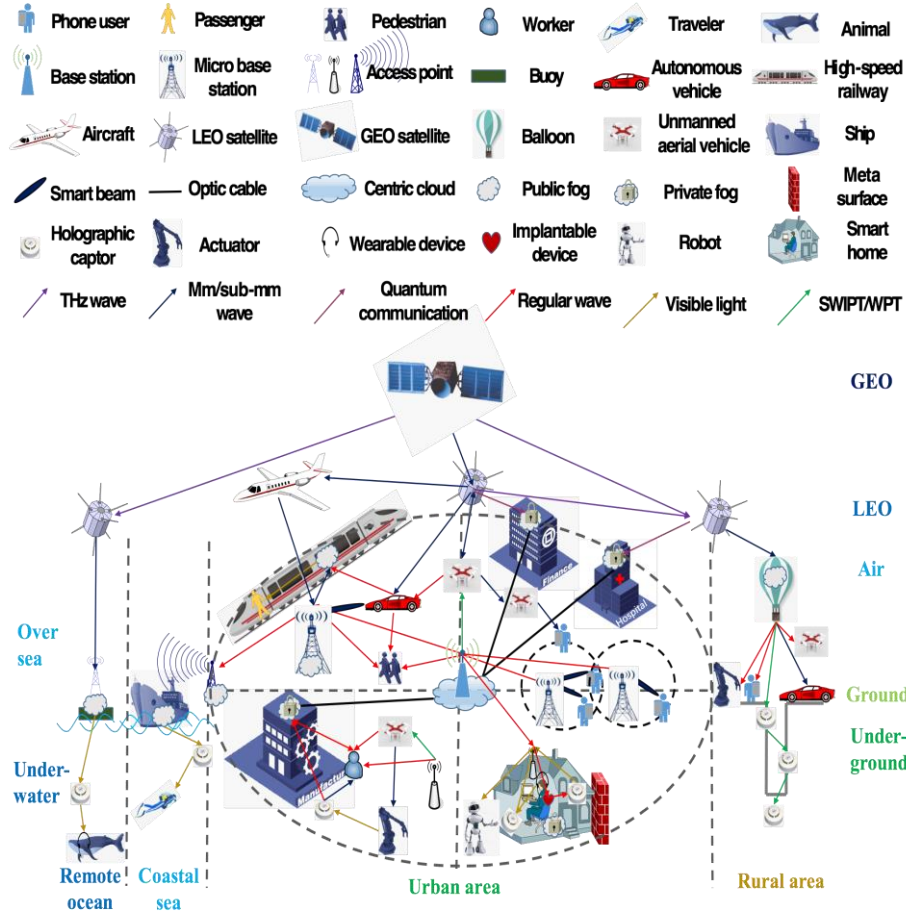 Phone user
Passenger
Pedestrian
Worker
Traveler
Animal
Base station
Micro base
station
Access point
Buoy
Autonomous
vehicle
High-speed
railway
Aircraft
LEO satellite
GEO satellite
Balloon
Unmanned
aerial vehicle
Ship
Smart beam
Optic cable
Centric cloud
Public fog
Private fog
Meta
surface
Holographic
captor
Actuator
Wearable device
Implantable
device
Robot
Smart
home
THz wave
Mm/sub-mm
wave
Quantum
communication
Regular wave
Visible light
SWIPT/WPT
GEO
LEO
Air
Finance
Hospital
Over
sea
Ground
Manufactur
Under-
water
Under-
ground
Remote
ocean
Coastal
sea
Urban area
Rural area